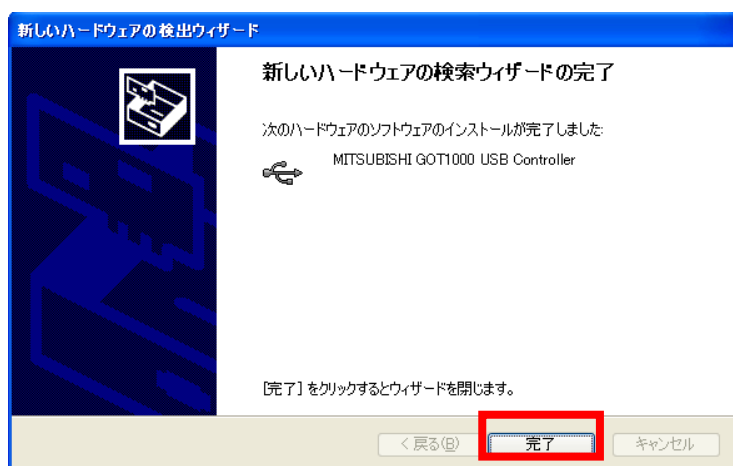 新しいハードウェアの検出ウィザード
新しいハードウェアの検索ウィザードの完了
次のハードウェアのソフトウェアのインストールが完了しました:
MITSUBISHI GOT1000 USB Controller
[完了] をクリックするとウィザードを閉じます。
< 戻る(B)
完了
キャンセル